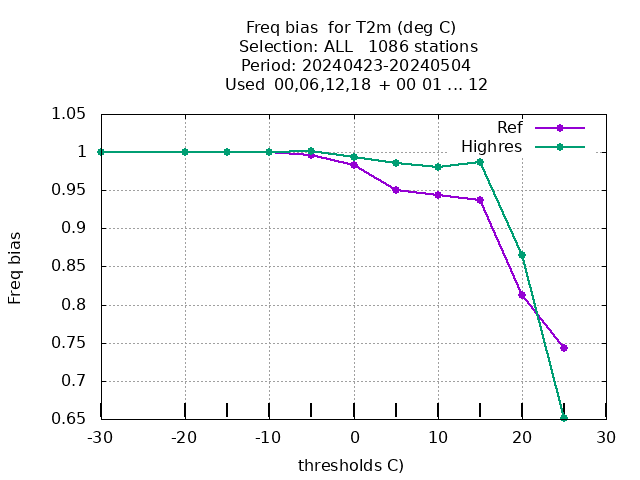 Freq bias  for T2m (deg C)
Selection: ALL   1086 stations
Period: 20240423-20240504
Used  00,06,12,18  + 00 01 ... 12
Ref
Highres
1.05
1
0.95
0.9
0.85
0.8
0.75
0.7
0.65
Freq bias
-30
-20
-10
0
10
20
30
thresholds C)